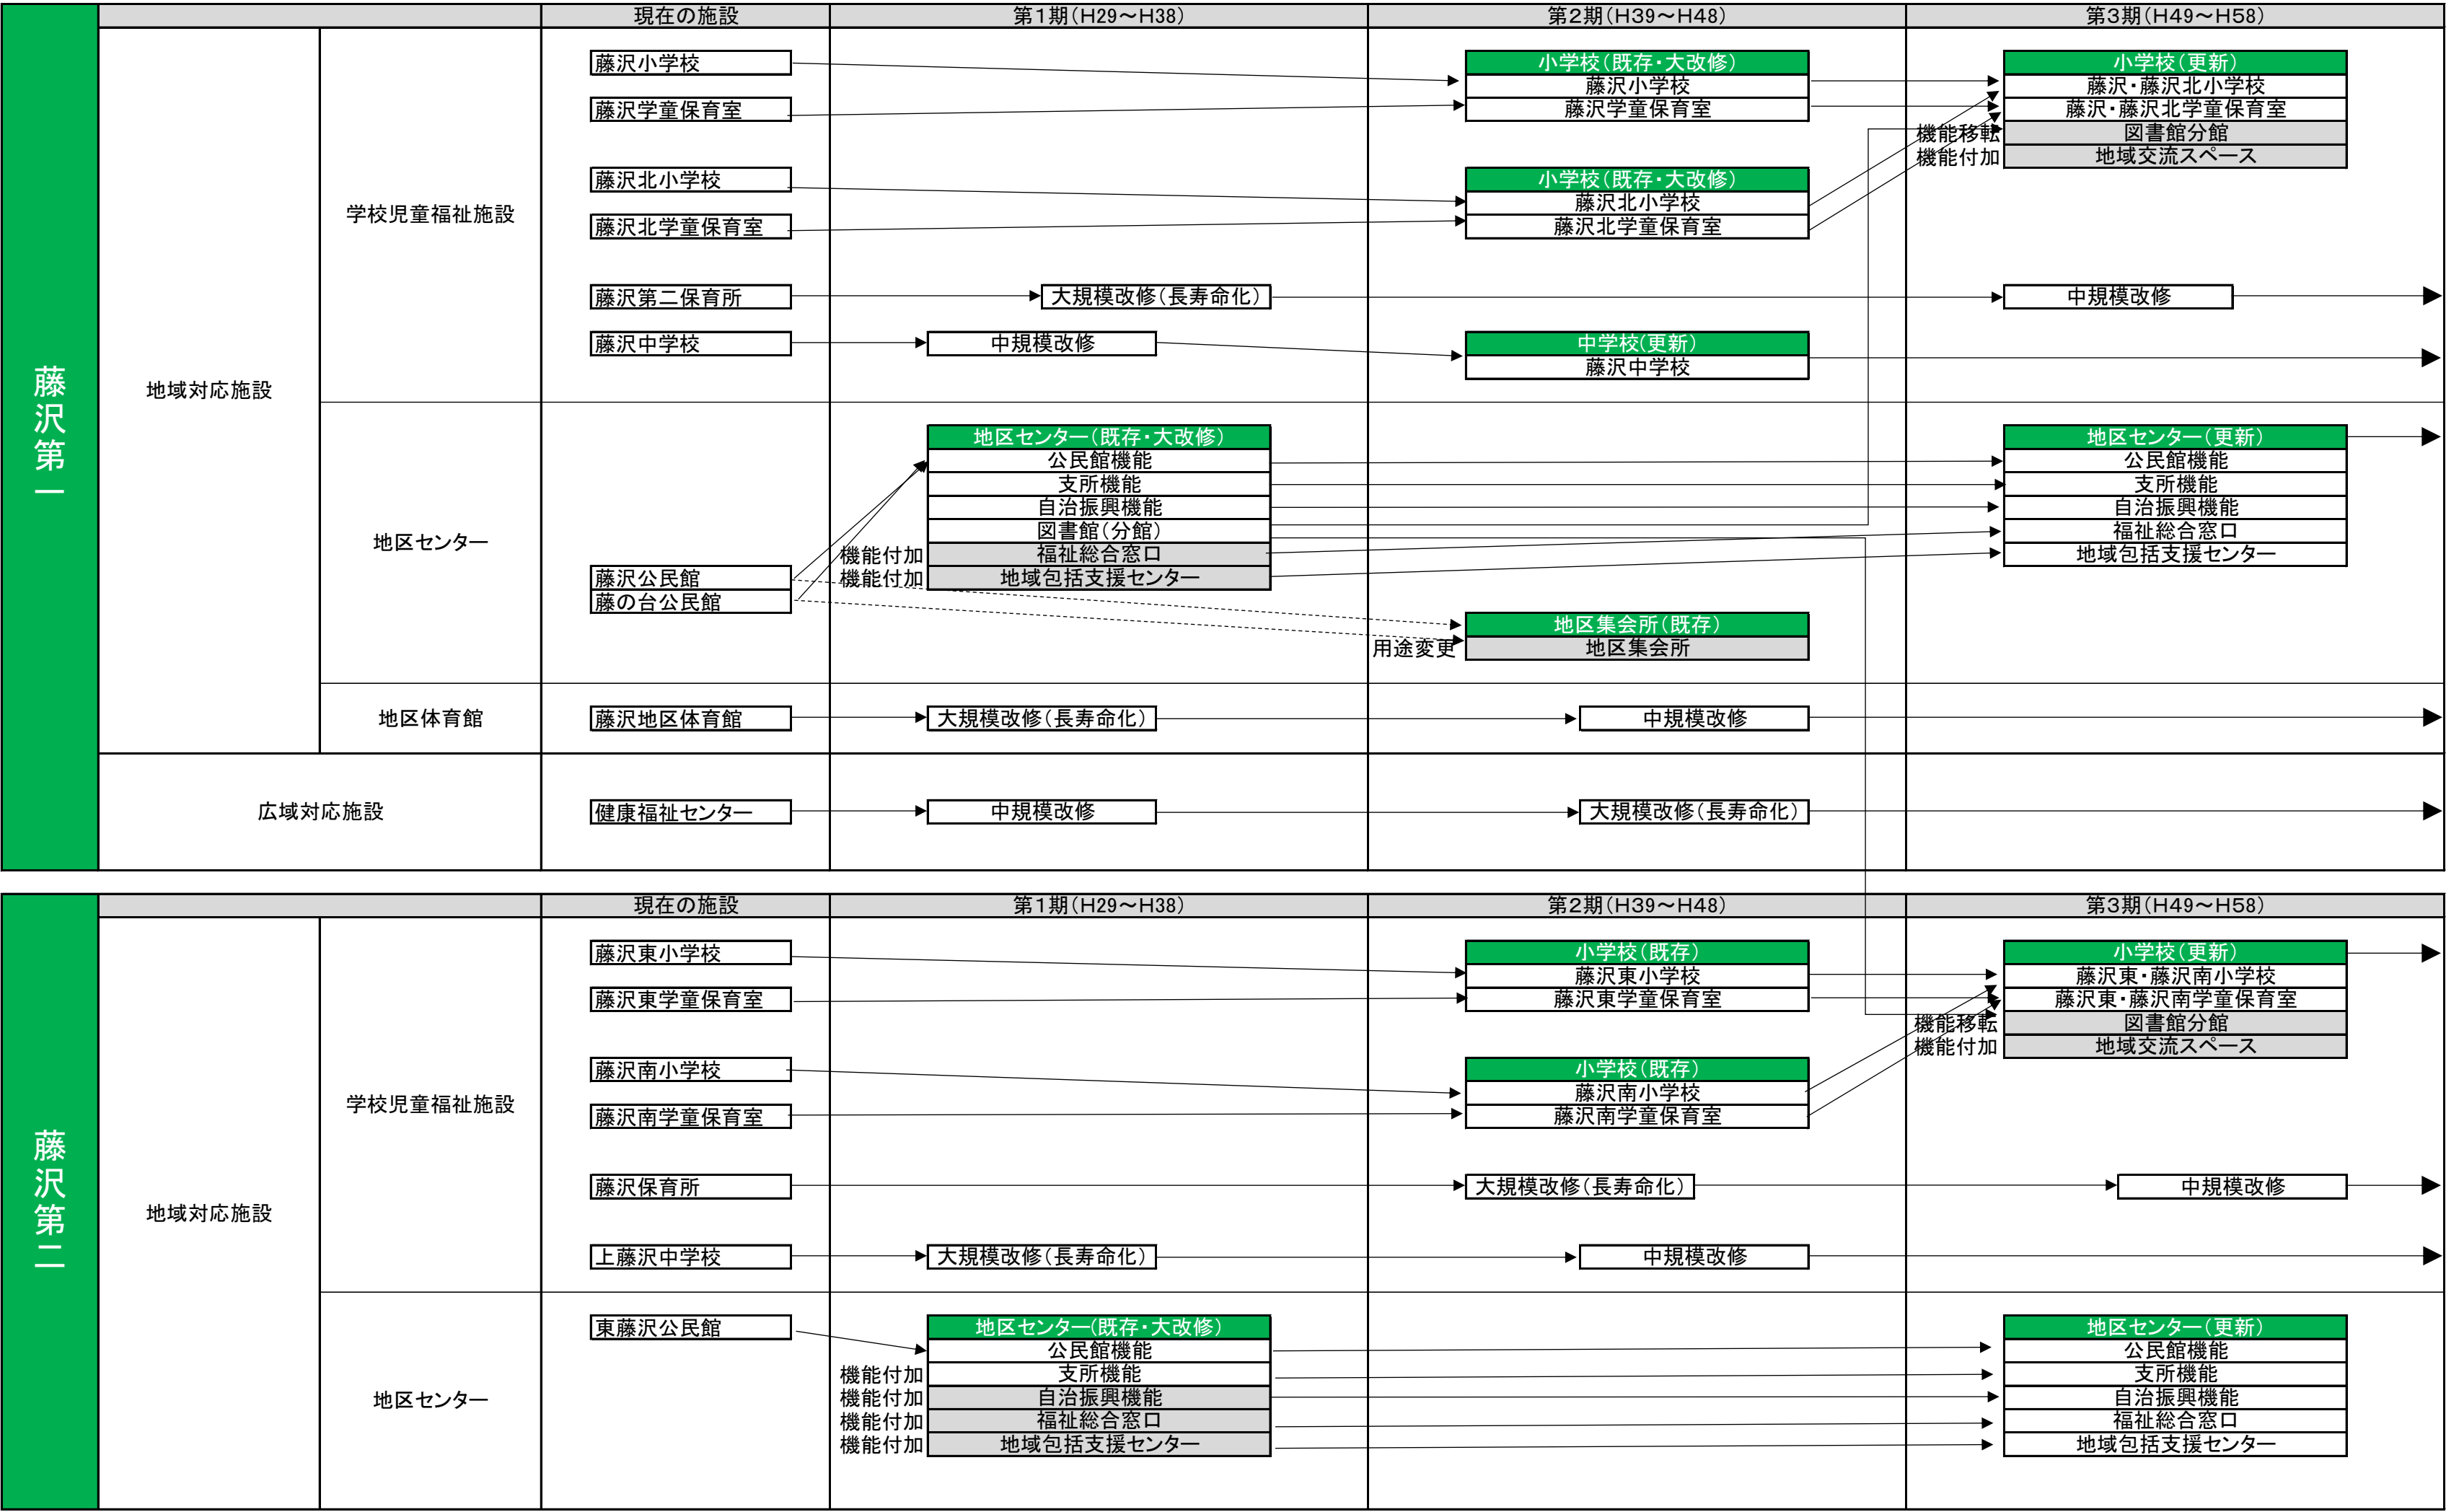 藤沢第一
現在の施設
第1期(H29～H38)
第2期(H39～H48)
第3期(H49～H58)
地域対応施設
学校児童福祉施設
藤沢小学校
藤沢学童保育室
藤沢北小学校
藤沢北学童保育室
藤沢第二保育所
藤沢中学校
大規模改修(長寿命化)
中規模改修
小学校(既存・大改修)
藤沢小学校
藤沢学童保育室
小学校(既存・大改修)
藤沢北小学校
藤沢北学童保育室
中学校(更新)
藤沢中学校
小学校(更新)
藤沢・藤沢北小学校
藤沢・藤沢北学童保育室
機能移転
図書館分館
機能付加
地域交流スペース
中規模改修
地区センター
藤沢公民館
藤の台公民館
地区センター(既存・大改修)
公民館機能
支所機能
自治振興機能
図書館(分館)
機能付加
福祉総合窓口
機能付加
地域包括支援センター
地区集会所(既存)
用途変更
地区集会所
地区センター(更新)
公民館機能
支所機能
自治振興機能
福祉総合窓口
地域包括支援センター
地区体育館
藤沢地区体育館
大規模改修(長寿命化)
中規模改修
広域対応施設
健康福祉センター
中規模改修
大規模改修(長寿命化)
藤沢第二
現在の施設
第1期(H29～H38)
第2期(H39～H48)
第3期(H49～H58)
地域対応施設
学校児童福祉施設
藤沢東小学校
藤沢東学童保育室
藤沢南小学校
藤沢南学童保育室
藤沢保育所
上藤沢中学校
大規模改修(長寿命化)
小学校(既存)
藤沢東小学校
藤沢東学童保育室
小学校(既存)
藤沢南小学校
藤沢南学童保育室
大規模改修(長寿命化)
中規模改修
小学校(更新)
藤沢東・藤沢南小学校
藤沢東・藤沢南学童保育室
機能移転
図書館分館
機能付加
地域交流スペース
中規模改修
地区センター
東藤沢公民館
地区センター(既存・大改修)
公民館機能
機能付加
支所機能
機能付加
自治振興機能
機能付加
福祉総合窓口
機能付加
地域包括支援センター
地区センター(更新)
公民館機能
支所機能
自治振興機能
福祉総合窓口
地域包括支援センター